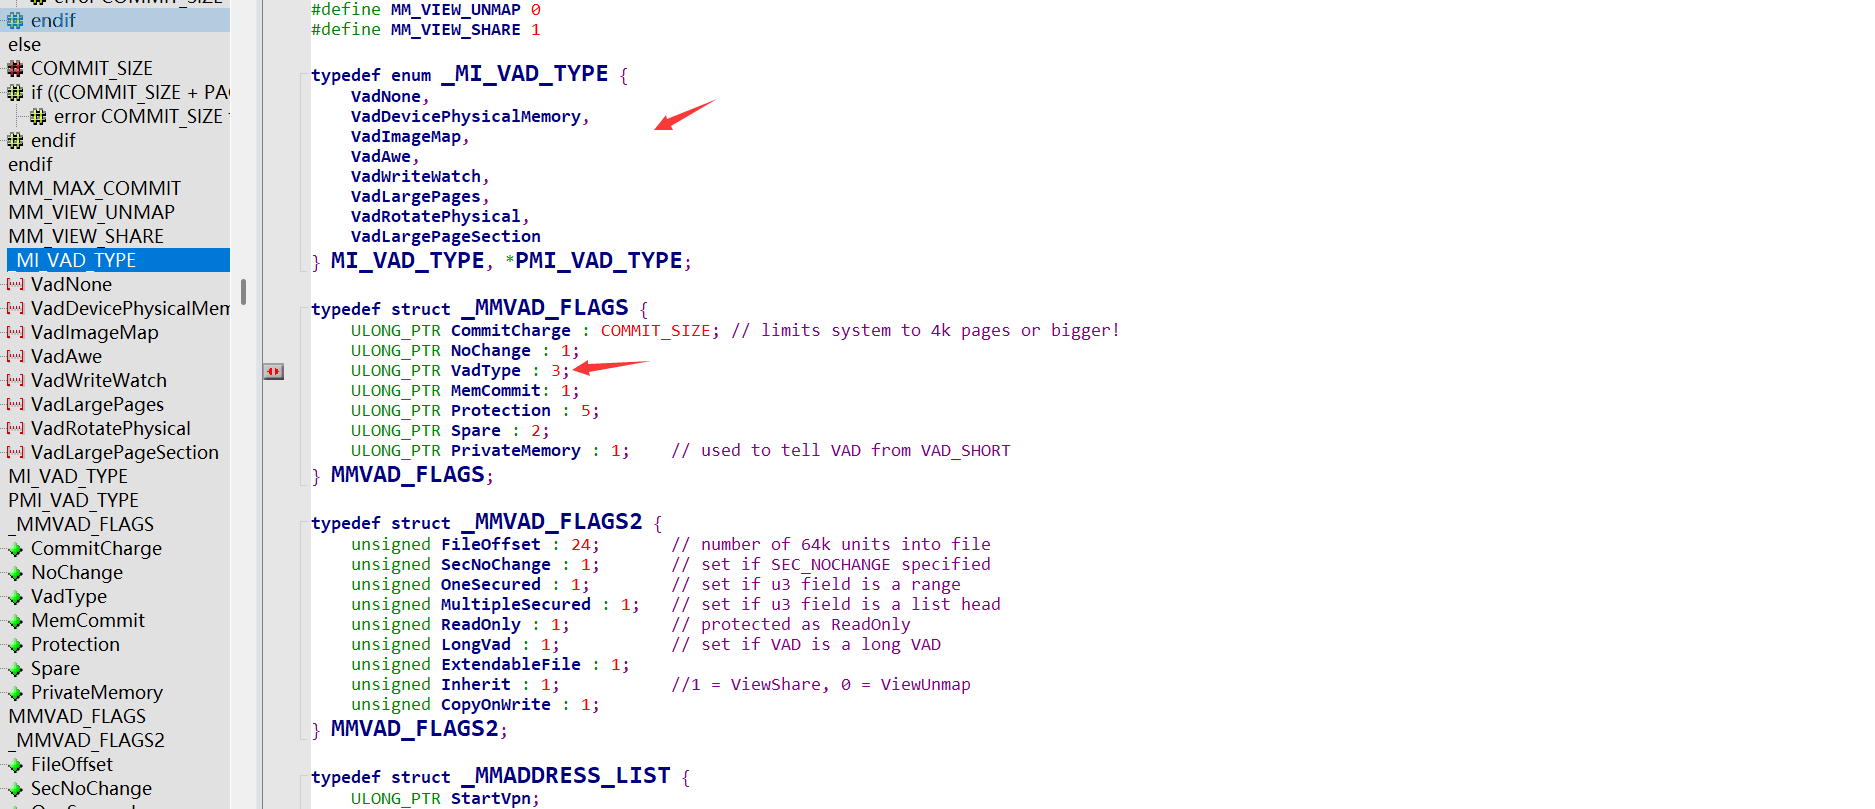 error COMMIT_SIZE
endif
else
COMMIT_SIZE
if ((COMMIT_SIZE + PA
error COMMIT_SIZE
endif
endif
MM_MAX_COMMIT
MM_VIEW_UNMAP
MM_VIEW_SHARE
_MI_VAD_TYPE
VadNone
VadDevicePhysicalMem
VadImageMap
VadAwe
VadWriteWatch
VadLargePages
VadRotatePhysical
VadLargePageSection
MI_VAD_TYPE
PMI_VAD_TYPE
_MMVAD_FLAGS
CommitCharge
NoChange
VadType
MemCommit
Protection
Spare
PrivateMemory
MMVAD_FLAGS
_MMVAD_FLAGS2
FileOffset
SecNoChange
#define MM_VIEW_UNMAP 0
#define MM_VIEW_SHARE 1
typedef enum _MI_VAD_TYPE {
VadNone,
VadDevicePhysicalMemory,
VadImageMap,
VadAwe,
VadWriteWatch,
VadLargePages,
VadRotatePhysical,
VadLargePageSection
} MI_VAD_TYPE, *PMI_VAD_TYPE;
typedef struct _MMVAD_FLAGS {
ULONG_PTR CommitCharge : COMMIT_SIZE; // limits system to 4k pages or bigger!
ULONG_PTR NoChange : 1;
ULONG_PTR VadType : 3;
ULONG_PTR MemCommit: 1;
ULONG_PTR Protection : 5;
ULONG_PTR Spare : 2;
ULONG_PTR PrivateMemory : 1; // used to tell VAD from VAD_SHORT
} MMVAD_FLAGS;
typedef struct _MMVAD_FLAGS2 {
unsigned FileOffset : 24; // number of 64k units into file
unsigned SecNoChange : 1; // set if SEC_NOCHANGE specified
unsigned OneSecured : 1; // set if u3 field is a range
unsigned MultipleSecured : 1; // set if u3 field is a list head
unsigned ReadOnly : 1; // protected as ReadOnly
unsigned LongVad : 1; // set if VAD is a long VAD
unsigned ExtendableFile : 1;
unsigned Inherit : 1; //1 = ViewShare, 0 = ViewUnmap
unsigned CopyOnWrite : 1;
} MMVAD_FLAGS2;
typedef struct _MMADDRESS_LIST {
ULONG_PTR StartVpn;